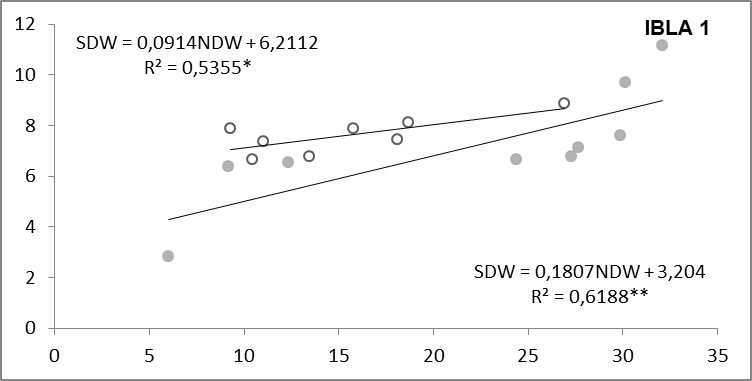 IBLA 1
SDW = 0,0914NDW + 6,2112
R² = 0,5355*
SDW = 0,1807NDW + 3,204
R² = 0,6188**
12
10
8
6
4
2
0
0 5 10 15 20 25 30 35